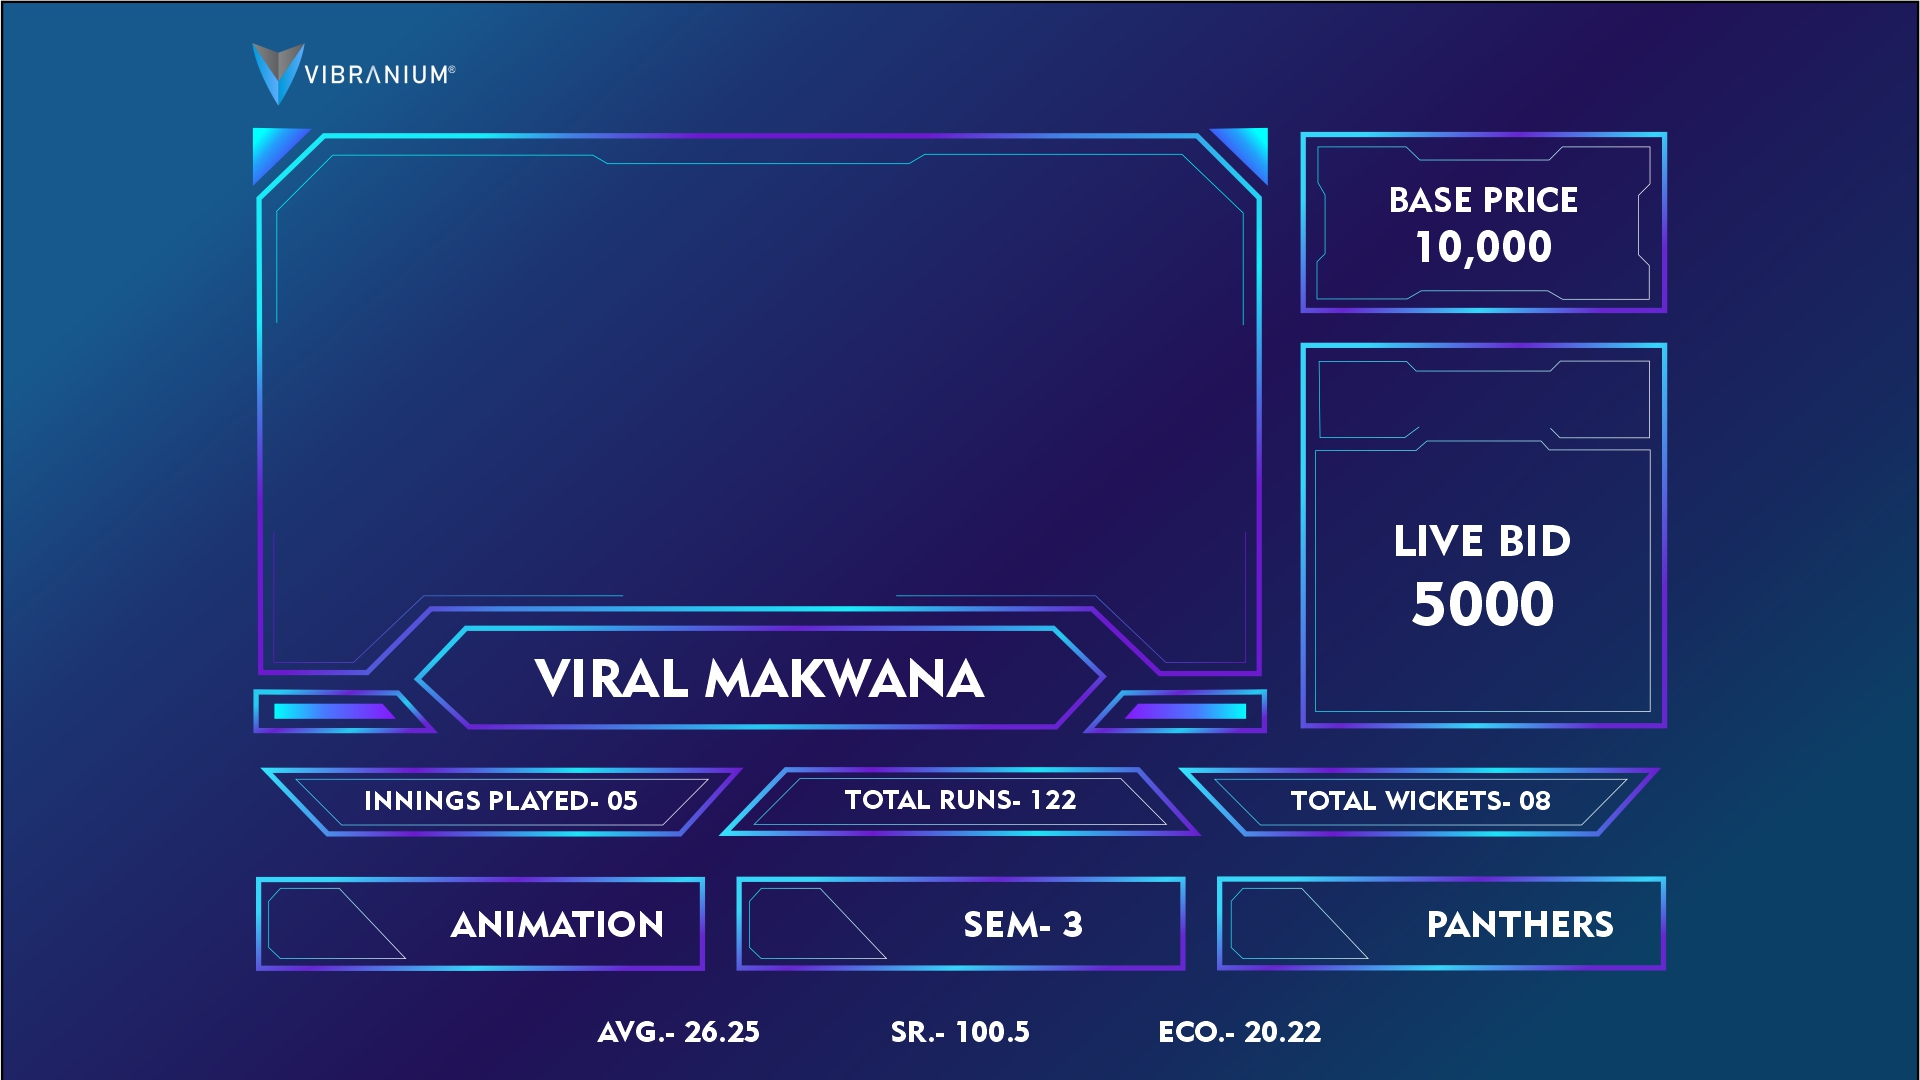 VIBRANIUM®
BASE PRICE
10,000
LIVE BID
5000
VIRAL MAKWANA
INNINGS PLAYED- 05
TOTAL RUNS- 122
TOTAL WICKETS- 08
ANIMATION
SEM- 3
PANTHERS
AVG.- 26.25
SR.- 100.5
ECO.- 20.22